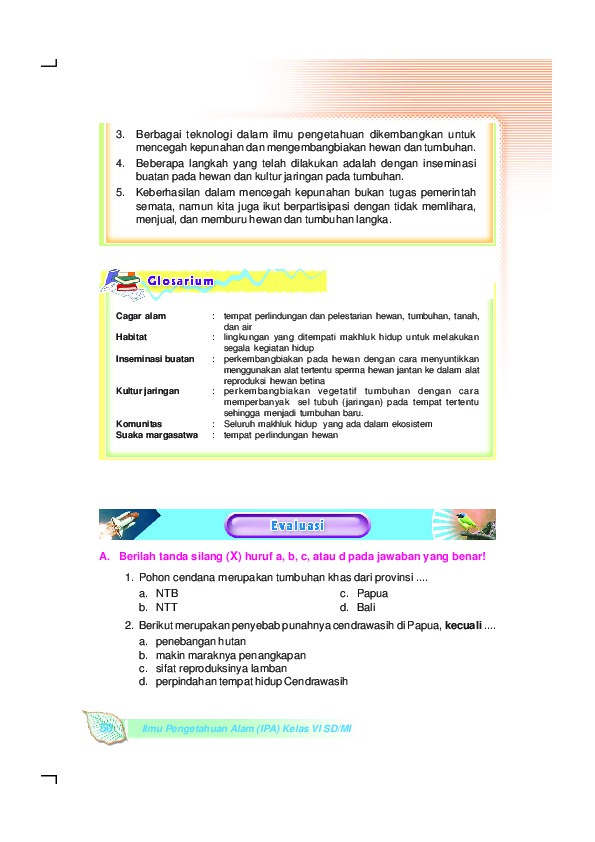 3. Berbagai teknologi dalam ilmu pengetahuan dikembangkan untuk
mencegah kepunahan dan mengembangbiakan hewan dan tumbuhan.
4. Beberapa langkah yang telah dilakukan adalah dengan inseminasi
buatan pada hewan dan kultur jaringan pada tumbuhan.
5. Keberhasilan dalam mencegah kepunahan bukan tugas pemerintah
semata, namun kita juga ikut berpartisipasi dengan tidak memlihara,
menjual, dan memburu hewan dan tumbuhan langka.
Glosarium
Cagar alam : tempat perlindungan dan pelestarian hewan, tumbuhan, tanah,
dan air
Habitat : lingkungan yang ditempati makhluk hidup untuk melakukan
segala kegiatan hidup
Inseminasi buatan : perkembangbiakan pada hewan dengan cara menyuntikkan
menggunakan alat tertentu sperma hewan jantan ke dalam alat
reproduksi hewan betina
Kultur jaringan : perkembangbiakan vegetatif tumbuhan dengan cara
memperbanyak sel tubuh (jaringan) pada tempat tertentu
sehingga menjadi tumbuhan baru.
Komunitas : Seluruh makhluk hidup yang ada dalam ekosistem
Suaka margasatwa : tempat perlindungan hewan
Evaluasi
A. Berilah tanda silang (X) huruf a, b, c, atau d pada jawaban yang benar!
1. Pohon cendana merupakan tumbuhan khas dari provinsi ....
a. NTB c. Papua
b. NTT d. Bali
2. Berikut merupakan penyebab punahnya cendrawasih di Papua, kecuali ....
a. penebangan hutan
b. makin maraknya penangkapan
c. sifat reproduksinya lamban
d. perpindahan tempat hidup Cendrawasih
Ilmu Pengetahuan Alam (IPA) Kelas VI SD/MI